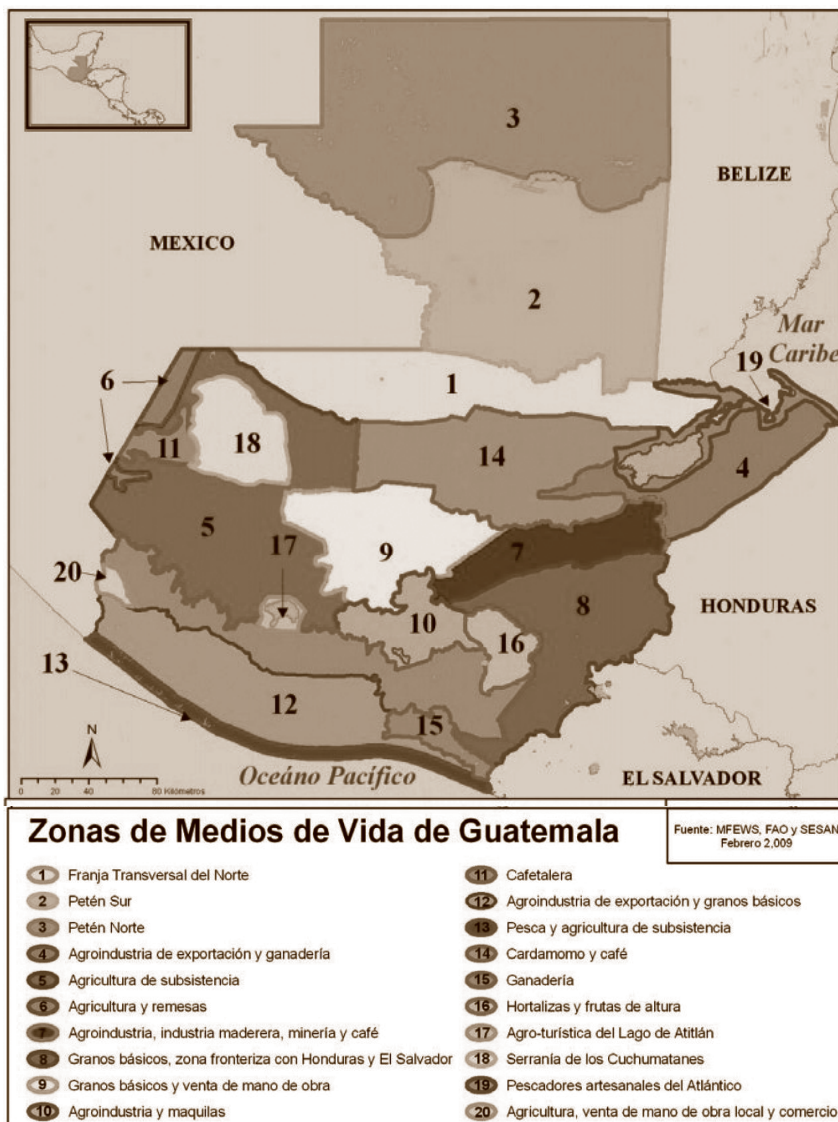 3
BELIZE
MEXICO
2
Mar
Caribe
19
6
1
18
11
14
4
5
17
9
7
20
8
10
HONDURAS
16
13
12
15
N
0 20 40 80 Kilómetros
Oceáno Pacífico
EL SALVADOR
Zonas de Medios de Vida de Guatemala
Fuente: MFEWS, FAO y SESAN
Febrero 2,009
1 Franja Transversal del Norte
2 Petén Sur
3 Petén Norte
4 Agroindustria de exportación y ganadería
5 Agricultura de subsistencia
6 Agricultura y remesas
7 Agroindustria, industria maderera, minería y café
8 Granos básicos, zona fronteriza con Honduras y El Salvador
9 Granos básicos y venta de mano de obra
10 Agroindustria y maquilas
11 Cafetalera
12 Agroindustria de exportación y granos básicos
13 Pesca y agricultura de subsistencia
14 Cardamomo y café
15 Ganadería
16 Hortalizas y frutas de altura
17 Agro-turística del Lago de Atitlán
18 Serranía de los Cuchumatanes
19 Pescadores artesanales del Atlántico
20 Agricultura, venta de mano de obra local y comercio